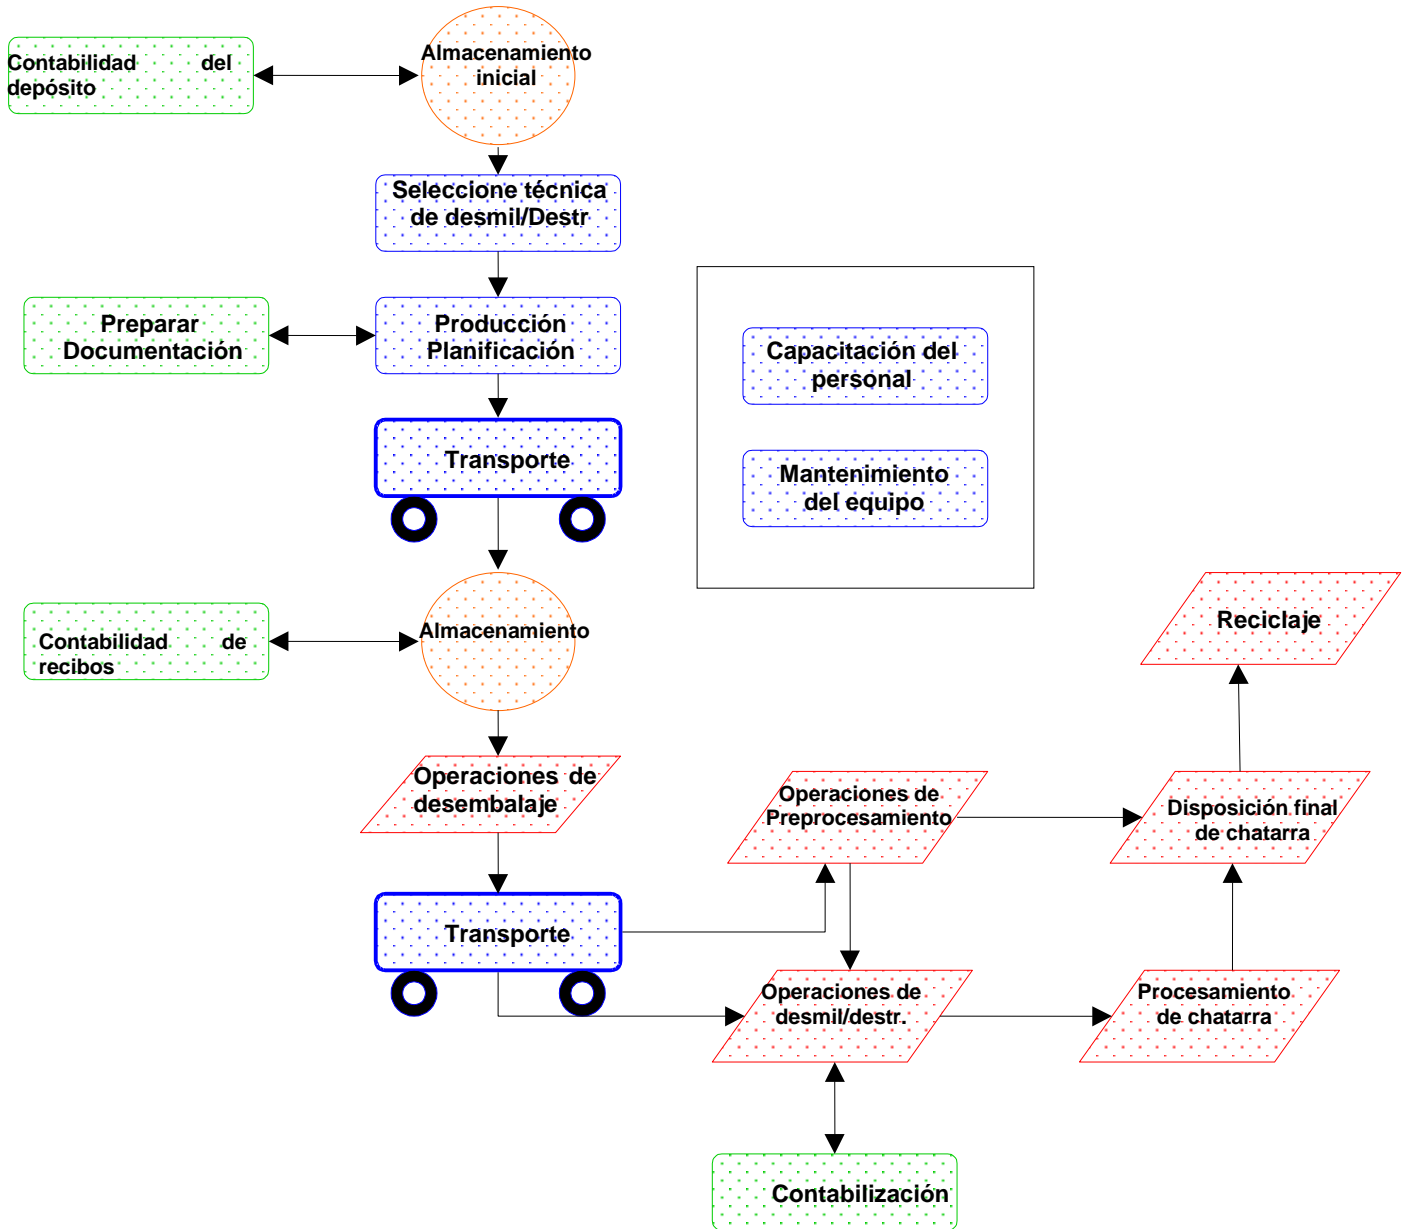 Contabilidad del
depósito
Almacenamiento
inicial
Seleccione técnica
de desmil/Destr
Preparar
Documentación
Producción
Planificación
Capacitación del
personal
Transporte
Mantenimiento
del equipo
Contabilidad de
recibos
Almacenamiento
Reciclaje
Operaciones de
desembalaje
Operaciones de
Preprocesamiento
Disposición final
de chatarra
Transporte
Operaciones de
desmil/destr.
Procesamiento
de chatarra
Contabilización